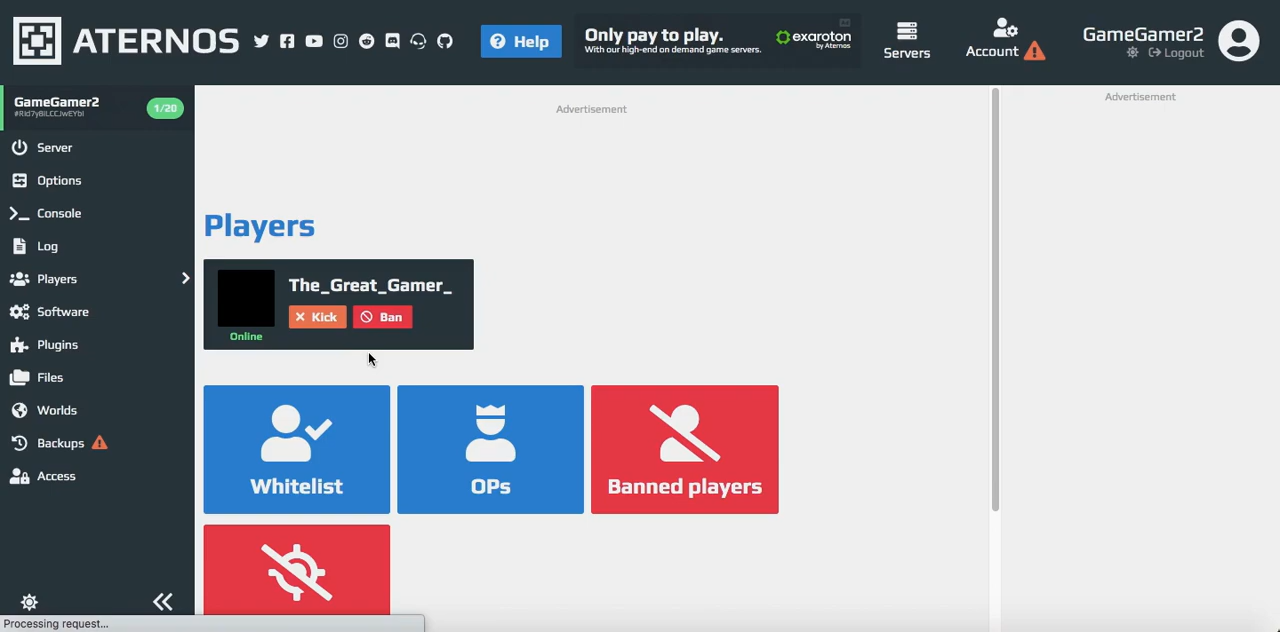 ATERNOS
Help
Only pay to play.
With our high-end on demand game servers.
exaroton
by Aternos
Ad
Servers
Account
GameGamer2
Logout
GameGamer2
1/20
Server
Options
Console
Log
Players
Software
Plugins
Files
Worlds
Backups
Access
Advertisement
Advertisement
Players
The_Great_Gamer_
Kick
Ban
Online
Whitelist
OPs
Banned players
Processing request...